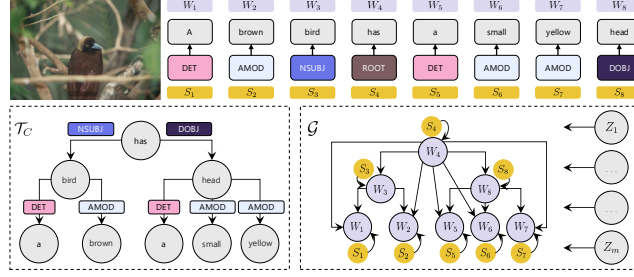 W1 W2 W3 W4 W5 W6 W7 W8
A brown bird has a small yellow head
DET AMOD NSUBJ ROOT DET AMOD AMOD DOBJ
S1 S2 S3 S4 S5 S6 S7 S8
T_C
NSUBJ DOBJ
has
bird head
DET AMOD DET AMOD AMOD
a brown a small yellow
G
S4
W4
S3 S8
W3 W8
W1 W2 W5 W6 W7
S1 S2 S5 S6 S7
Z1
...
...
Zm